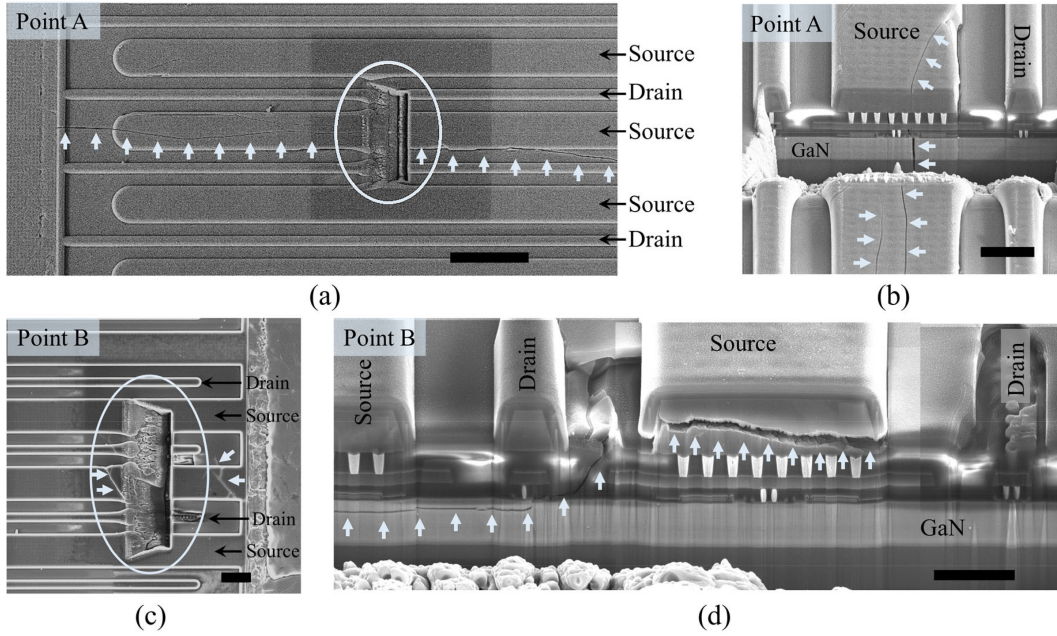 Point A
Source
Drain
Source
Source
Drain
(a)
Point A
Source
Drain
GaN
(b)
Point B
Drain
Source
Drain
Source
(c)
Point B
Source
Drain
Source
Drain
GaN
(d)